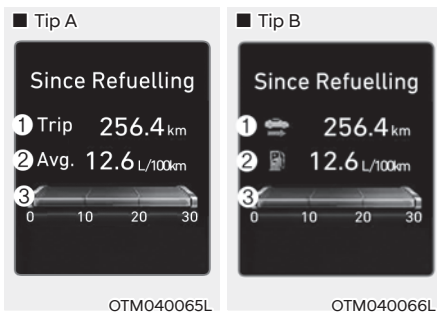 ■ Tip A
Since Refuelling
① Trip 256.4 km
② Avg. 12.6 L/100km
③
0 10 20 30
OTM040065L
■ Tip B
Since Refuelling
① 256.4 km
② 12.6 L/100km
③
0 10 20 30
OTM040066L